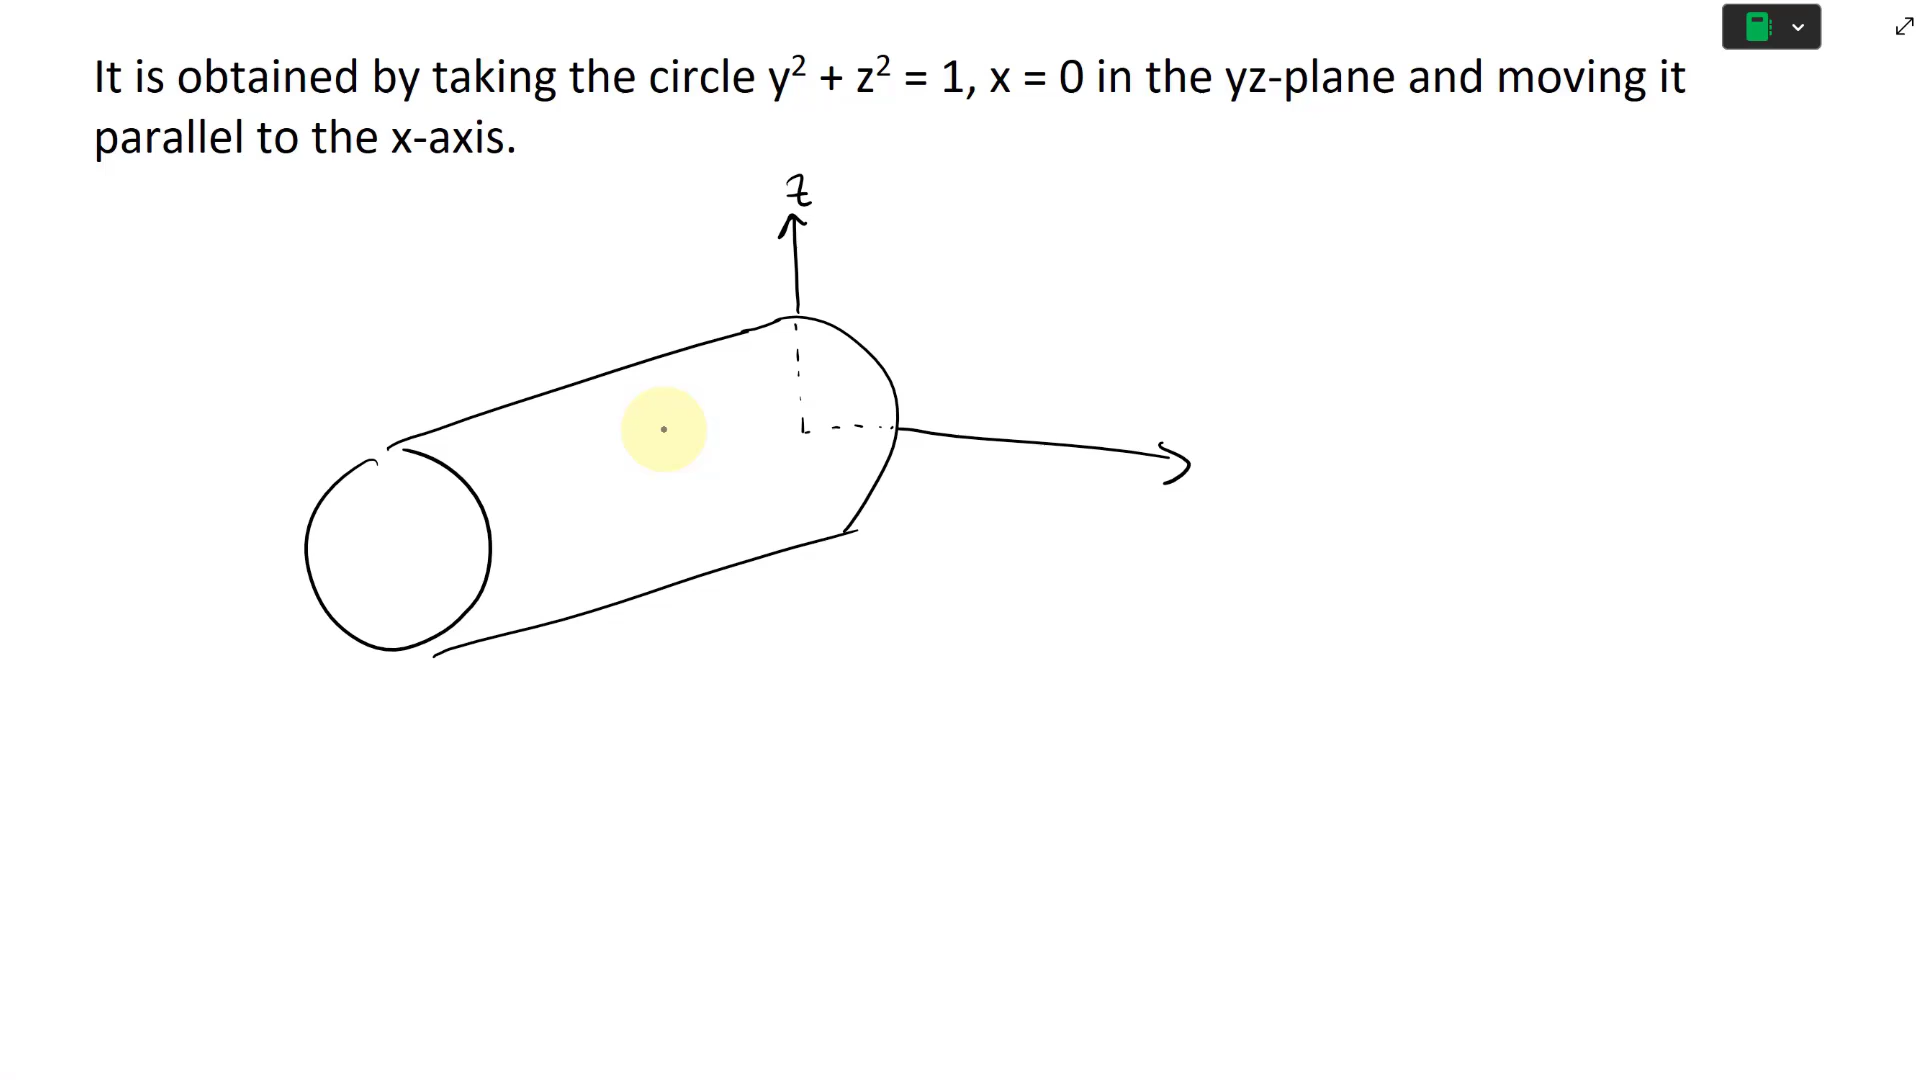 It is obtained by taking the circle y² + z² = 1, x = 0 in the yz-plane and moving it
parallel to the x-axis.
z